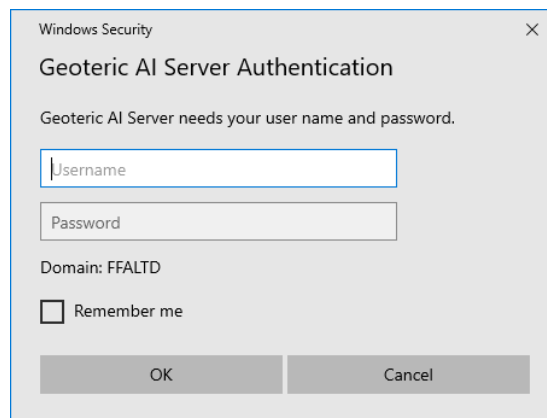 Windows Security
Geoteric AI Server Authentication
Geoteric AI Server needs your user name and password.
Username
Password
Domain: FFALTD
Remember me
OK
Cancel